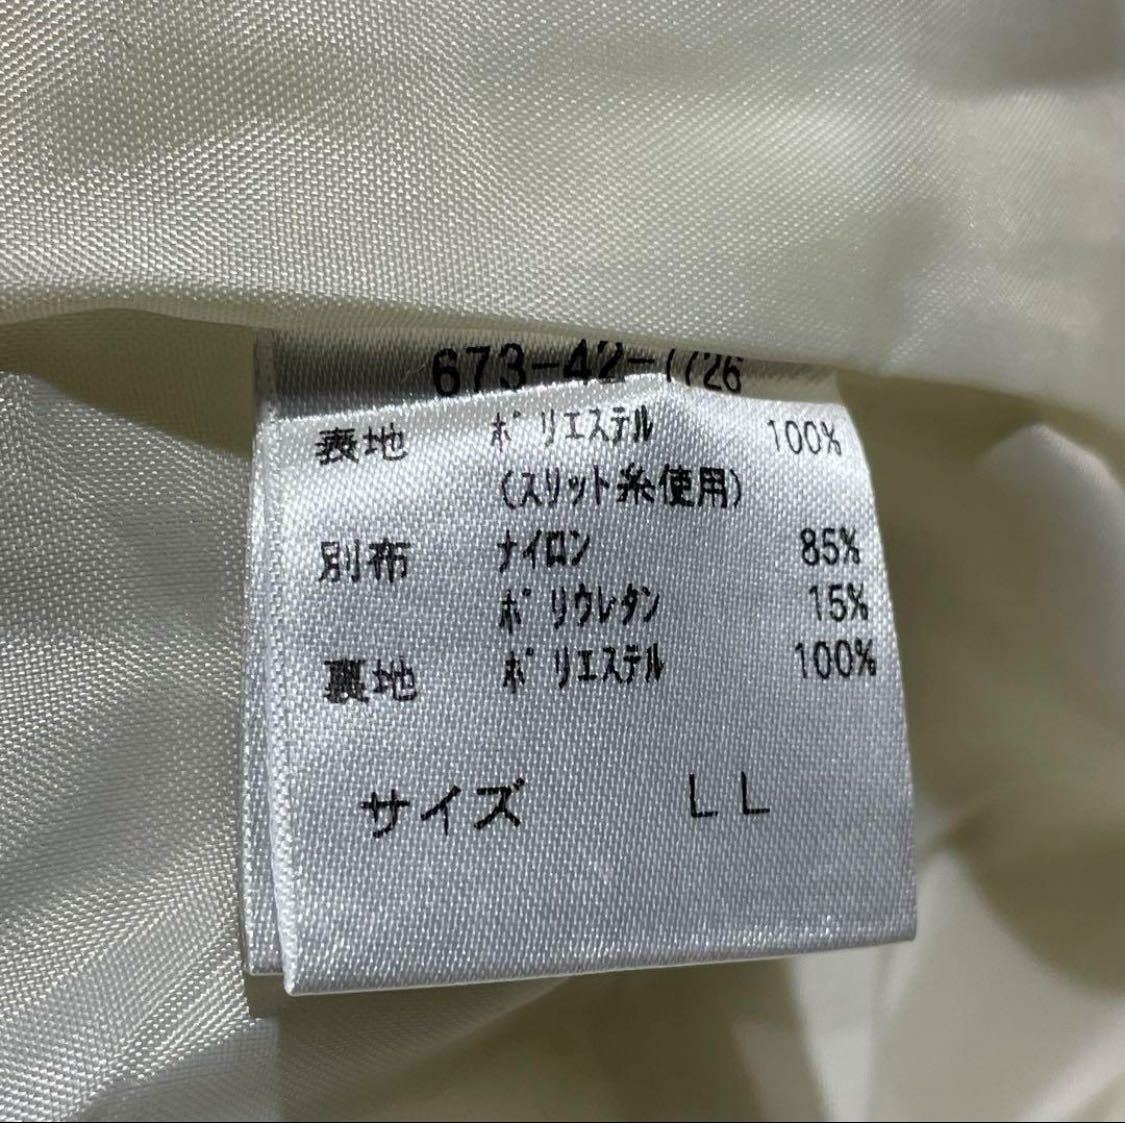 673-42-1726
表地 ポリエステル 100%
(スリット糸使用)
別布 ナイロン 85%
ポリウレタン 15%
裏地 ポリエステル 100%
サイズ LL